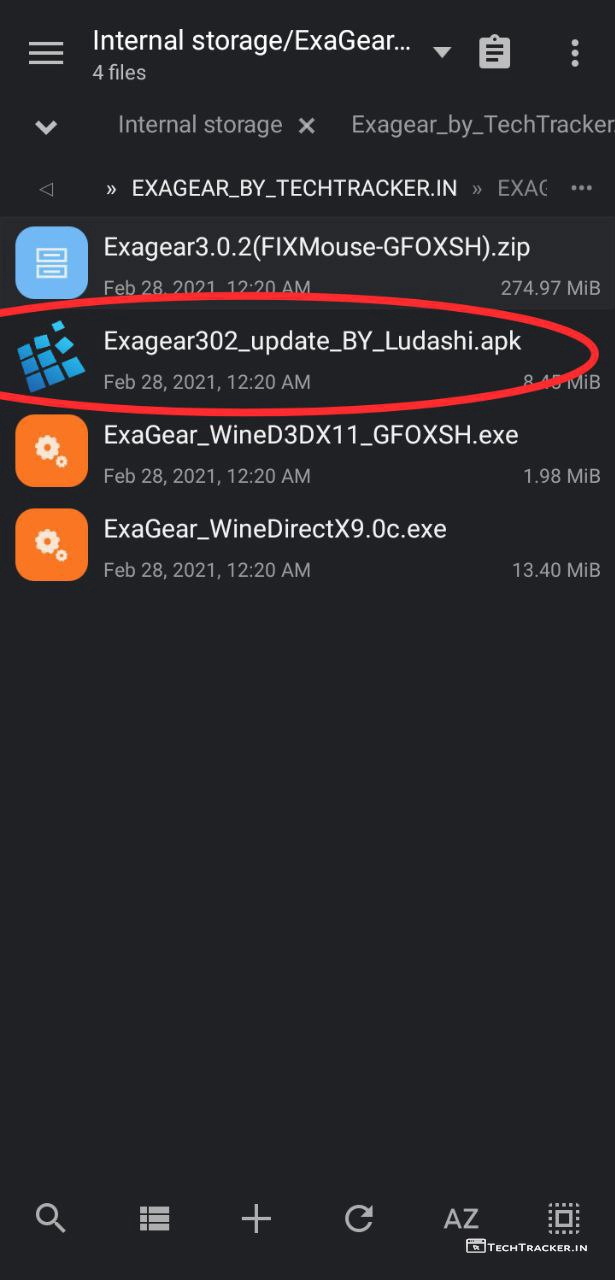 Internal storage/ExaGear...
4 files
Internal storage
Exagear_by_TechTracker.
» EXAGEAR_BY_TECHTRACKER.IN » EXAG ...
Exagear3.0.2(FIXMouse-GFOXSH).zip
Feb 28, 2021, 12:20 AM 274.97 MiB
Exagear302_update_BY_Ludashi.apk
Feb 28, 2021, 12:20 AM 8.45 MiB
ExaGear_WineD3DX11_GFOXSH.exe
Feb 28, 2021, 12:20 AM 1.98 MiB
ExaGear_WineDirectX9.0c.exe
Feb 28, 2021, 12:20 AM 13.40 MiB
AZ
TechTracker.in